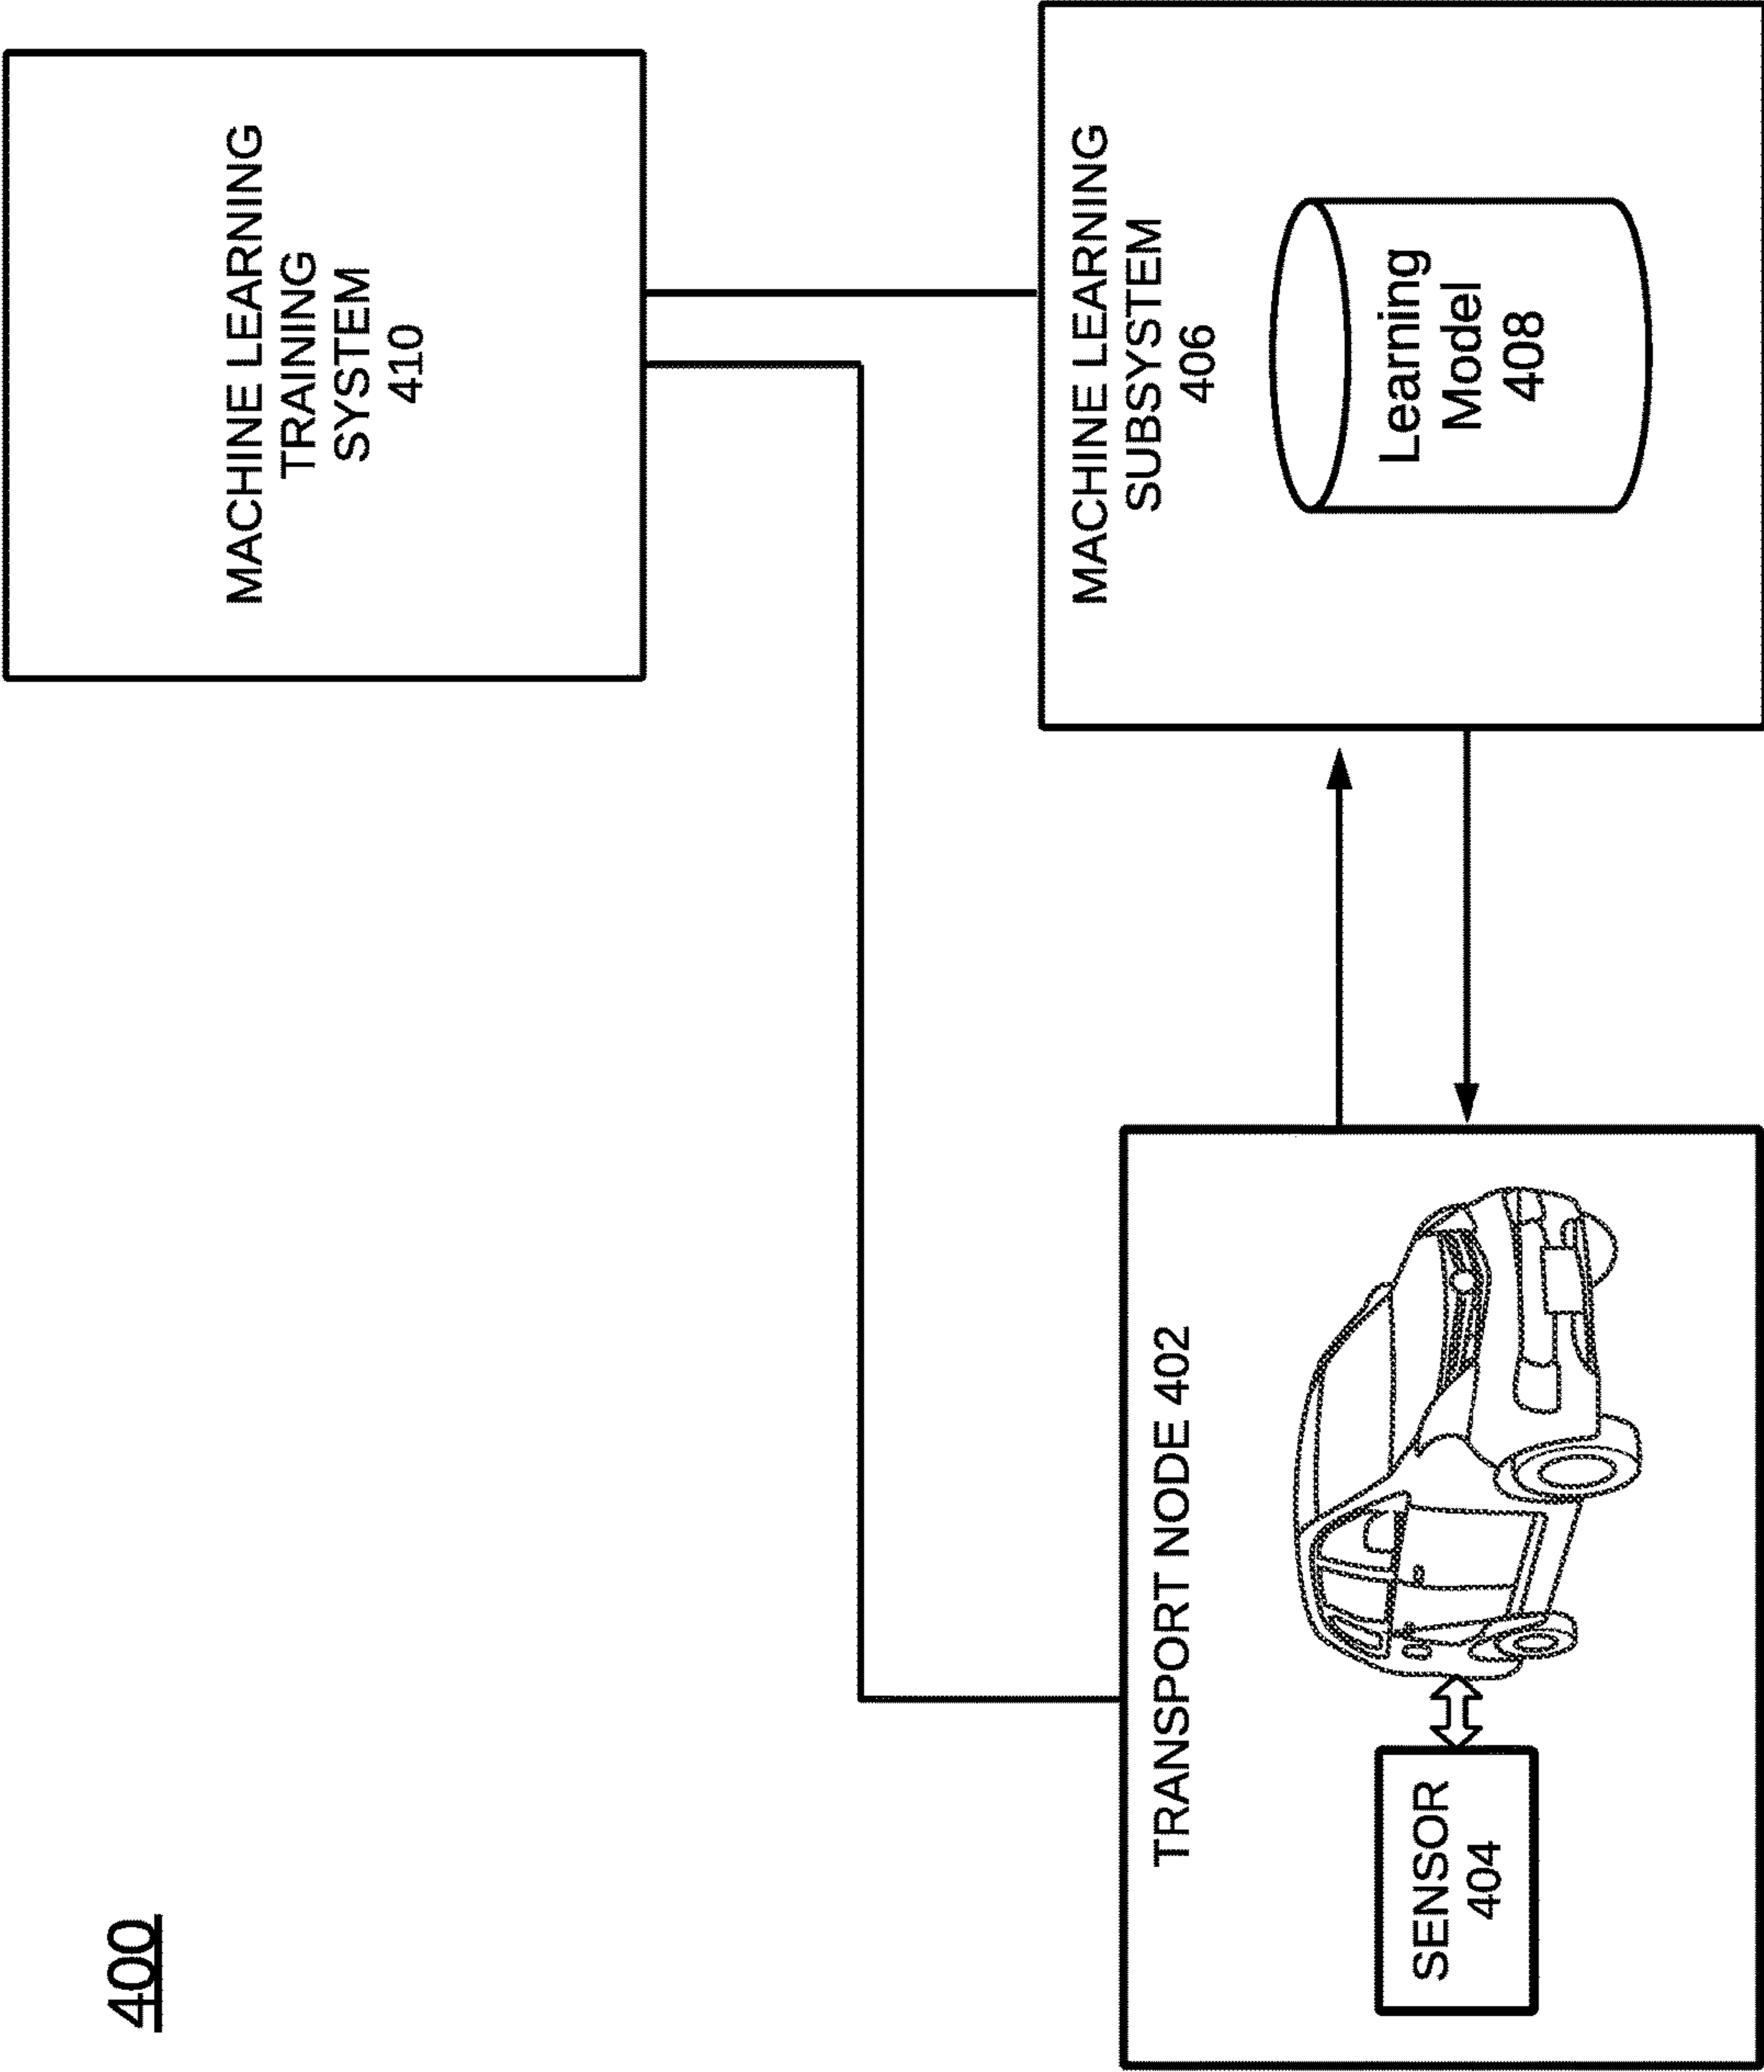 400
MACHINE LEARNING
TRAINING
SYSTEM
410
TRANSPORT NODE 402
SENSOR
404
MACHINE LEARNING
SUBSYSTEM
406
Learning
Model
408